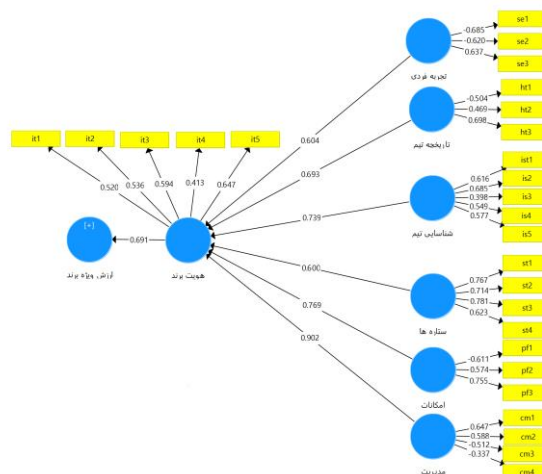 se1
-0.685
-0.620
se2
0.637
se3
تجربه فردی
ht1
-0.504
0.469
ht2
0.698
ht3
تاریخچه تیم
it1
it2
it3
it4
it5
0.520
0.536
0.594
0.413
0.647
0.604
0.693
0.739
0.600
0.769
0.902
[+]
0.691
ارزش ویژه برند
هویت برند
ist1
0.616
is2
0.685
0.398
is3
0.549
is4
0.577
is5
شناسایی تیم
st1
0.767
st2
0.714
0.781
st3
0.623
st4
ستاره ها
pf1
-0.611
0.574
pf2
0.755
pf3
امکانات
cm1
0.647
0.588
cm2
-0.512
cm3
-0.337
cm4
مدیریت